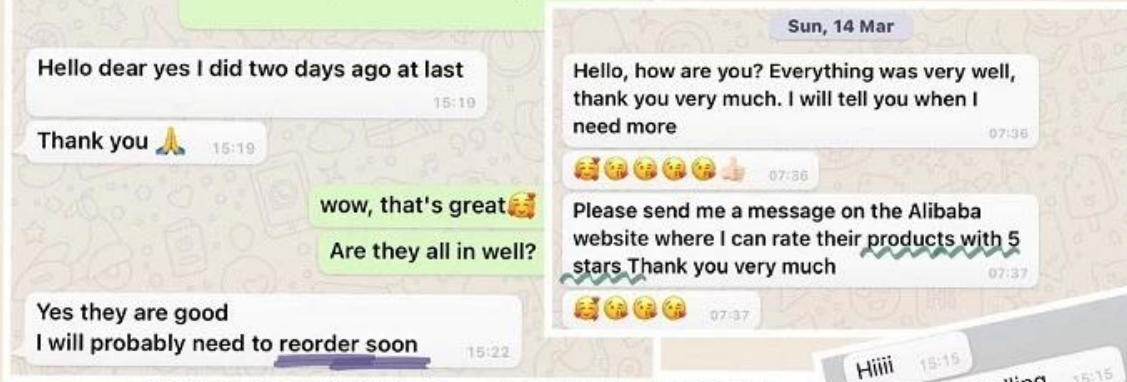 Hello dear yes I did two days ago at last
15:19
Thank you 🙏 15:19
wow, that's great🥰
Are they all in well?
Yes they are good
I will probably need to reorder soon
15:22
Sun, 14 Mar
Hello, how are you? Everything was very well,
thank you very much. I will tell you when I
need more
07:36
🥰😘😘😘😘👍🏻 07:36
Please send me a message on the Alibaba
website where I can rate their products with 5
stars Thank you very much
07:37
🥰😘😘😘 07:37
Hiiii 15:15
15:15